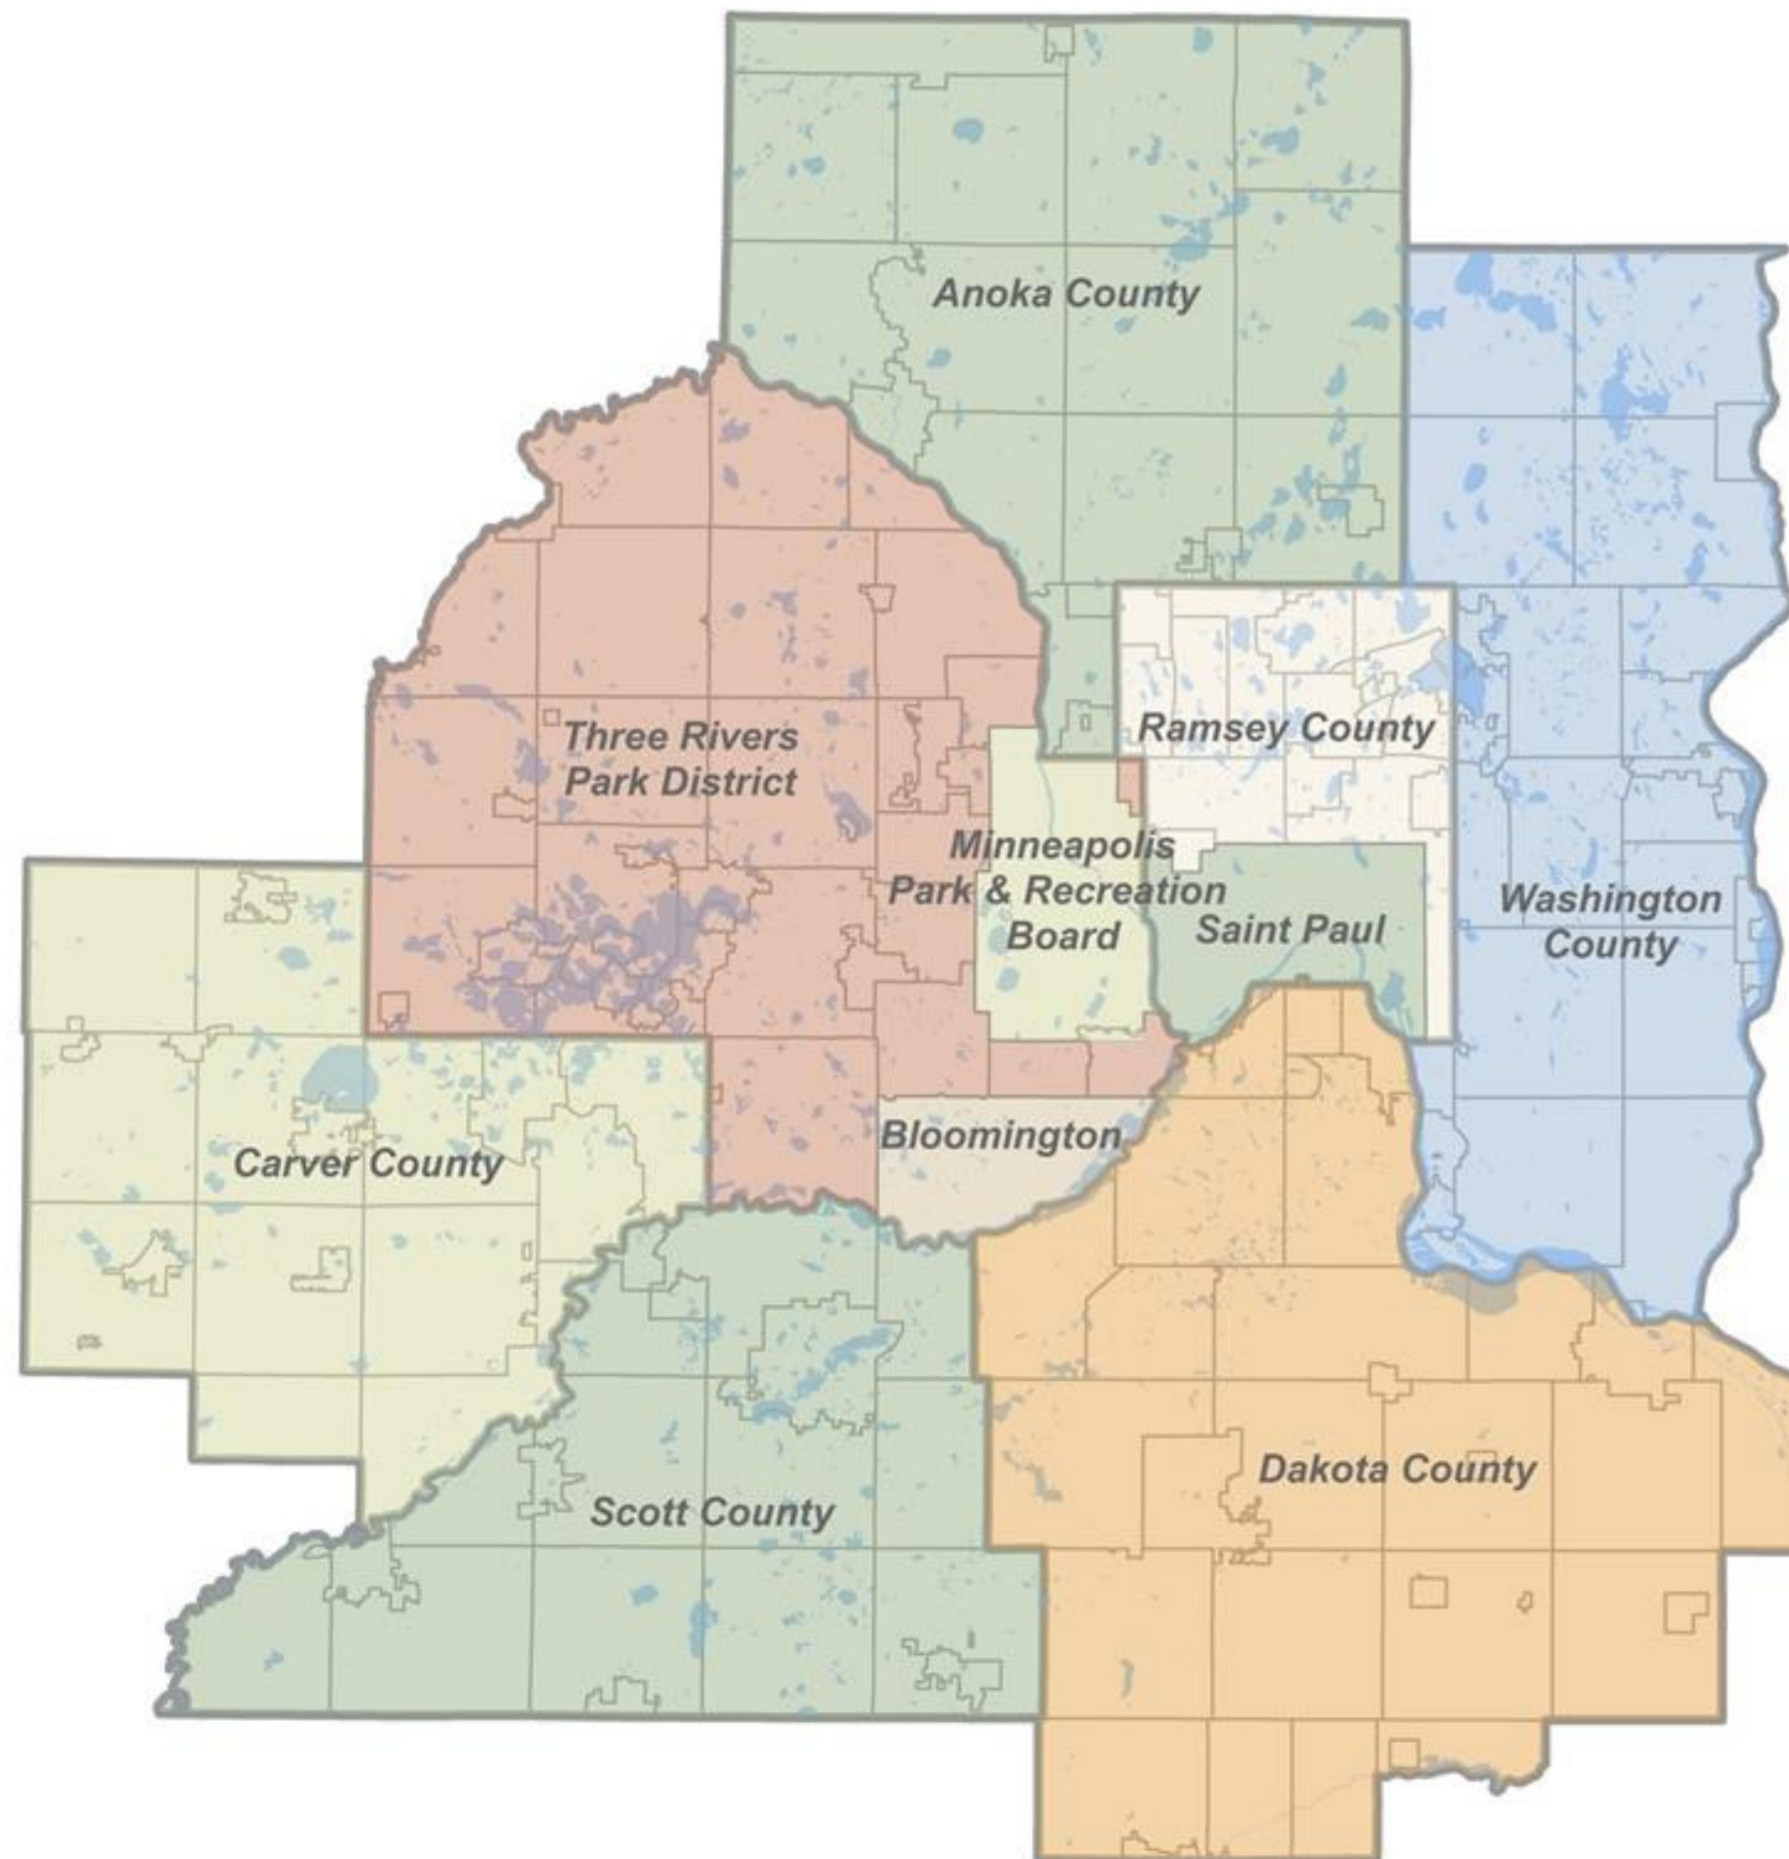 Anoka County
Three Rivers
Park District
Ramsey County
Minneapolis
Park & Recreation
Board
Saint Paul
Washington
County
Bloomington
Carver County
Dakota County
Scott County